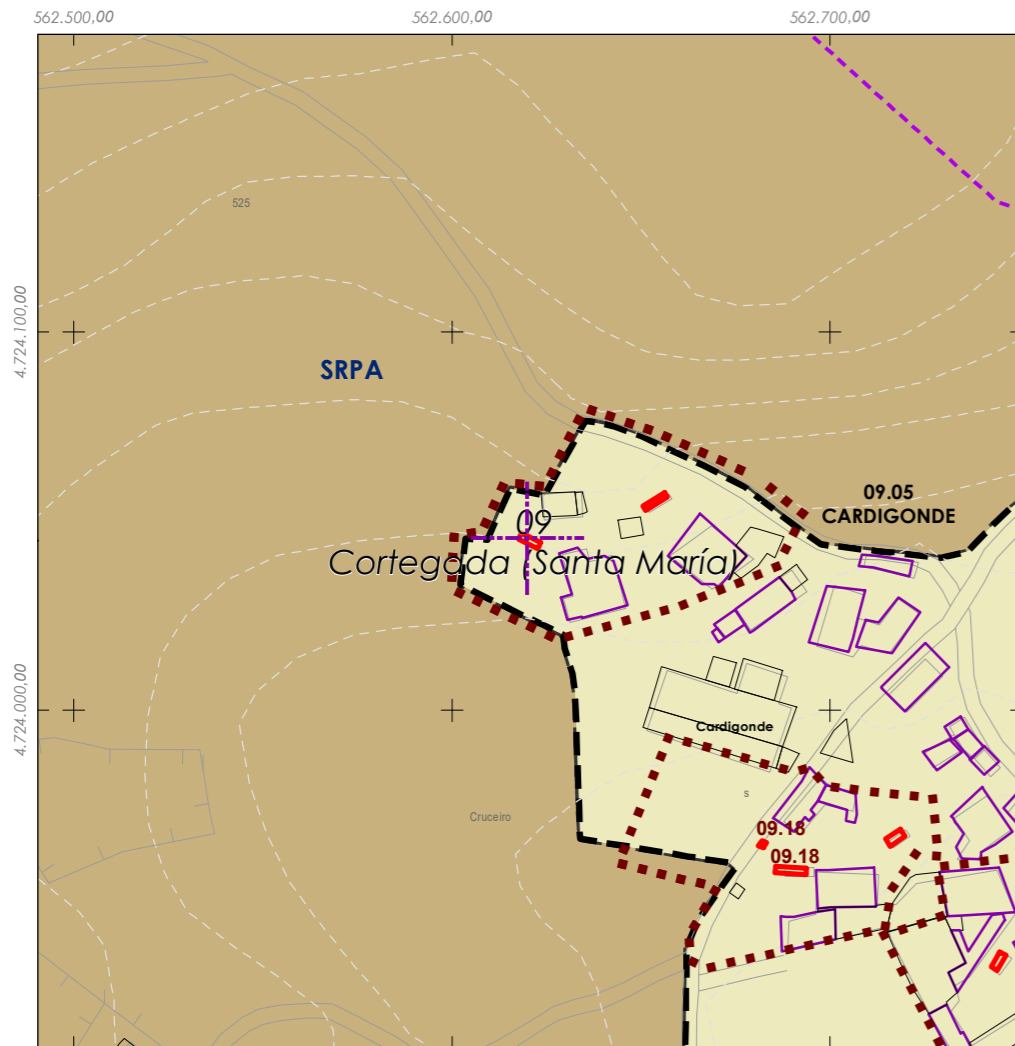 562.500,00
562.600,00
562.700,00
525
4.724.100,00
SRPA
09.05
CARDIGONDE
09
Cortegada (Santa María)
4.724.000,00
Cardigonde
s
Cruceiro
09.18
09.18